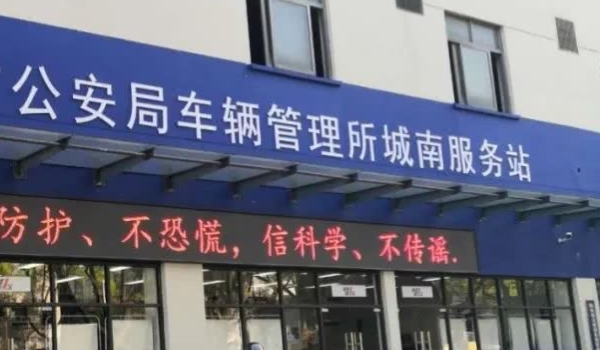 公安局车辆管理所城南服务站
防护、不恐慌，信科学、不传谣.